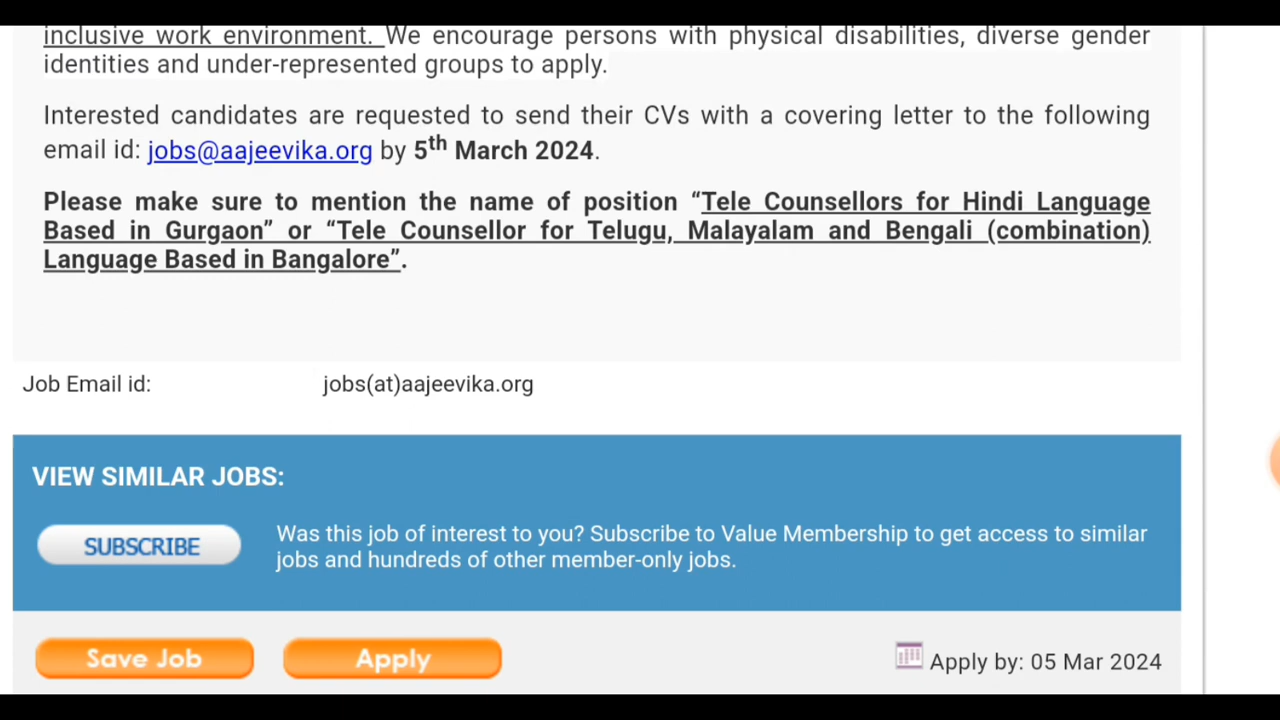 inclusive work environment. We encourage persons with physical disabilities, diverse gender
identities and under-represented groups to apply.
Interested candidates are requested to send their CVs with a covering letter to the following
email id: jobs@aajeevika.org by 5th March 2024.
Please make sure to mention the name of position “Tele Counsellors for Hindi Language
Based in Gurgaon” or “Tele Counsellor for Telugu, Malayalam and Bengali (combination)
Language Based in Bangalore”.
Job Email id: jobs(at)aajeevika.org
VIEW SIMILAR JOBS:
SUBSCRIBE
Was this job of interest to you? Subscribe to Value Membership to get access to similar
jobs and hundreds of other member-only jobs.
Save Job
Apply
Apply by: 05 Mar 2024